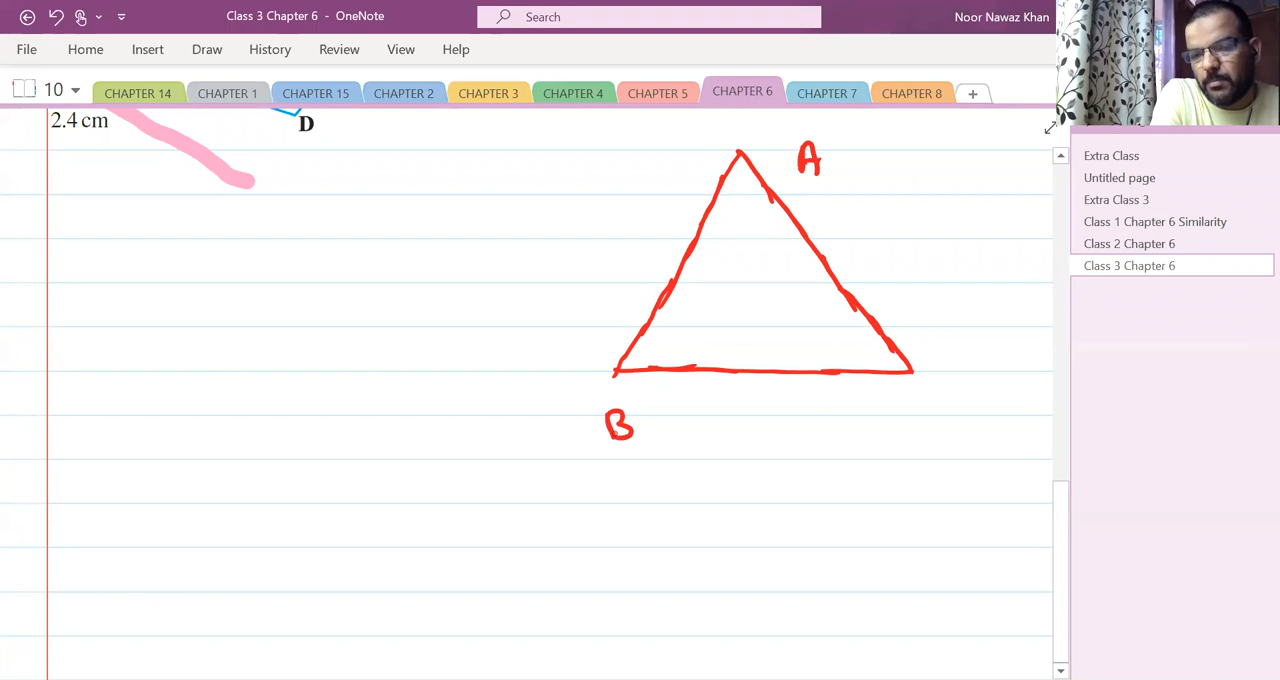 Class 3 Chapter 6 - OneNote
Search
Noor Nawaz Khan
File Home Insert Draw History Review View Help
10 CHAPTER 14 CHAPTER 1 CHAPTER 15 CHAPTER 2 CHAPTER 3 CHAPTER 4 CHAPTER 5 CHAPTER 6 CHAPTER 7 CHAPTER 8 +
2.4 cm
D
A
B
Extra Class
Untitled page
Extra Class 3
Class 1 Chapter 6 Similarity
Class 2 Chapter 6
Class 3 Chapter 6